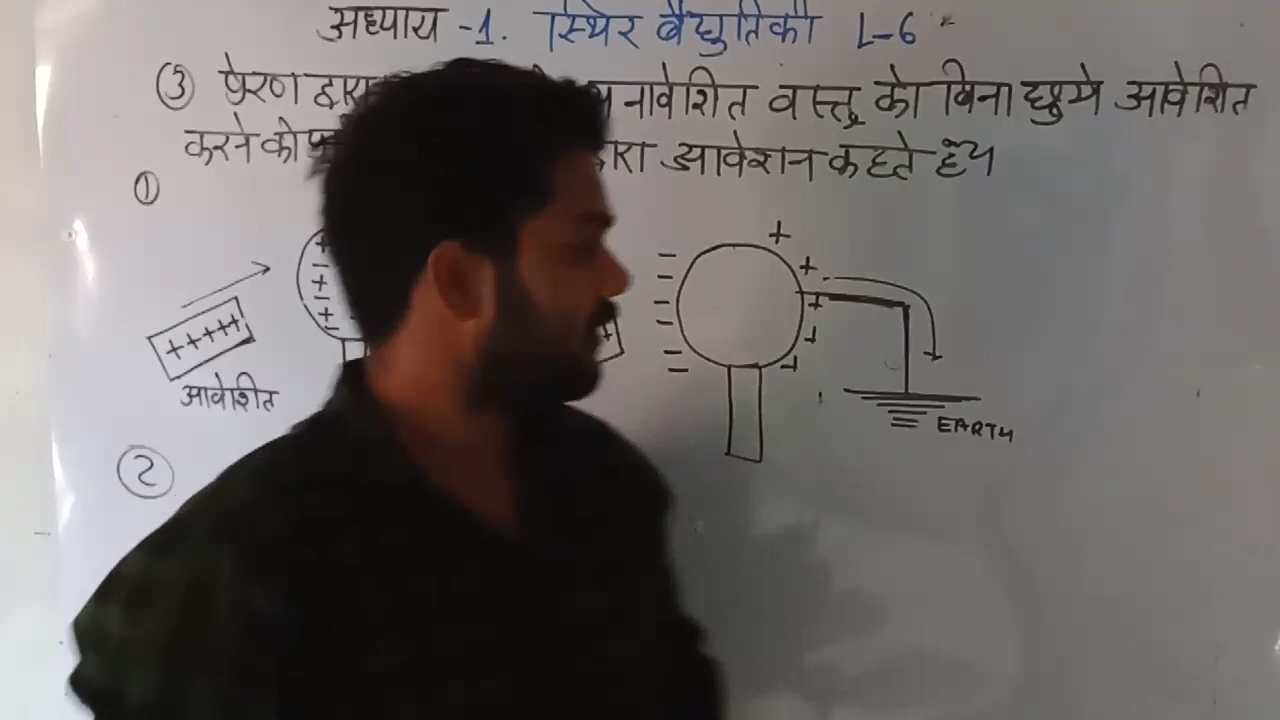 अध्याय -1. स्थिर वैद्युतिकी L-6
③ प्रेरण द्वारा नावेशित वस्तु को बिना छुये आवेशित
करने की द्वारा आवेशन कहते हैं
①
+ - + - + -
+++++
आवेशित
+
- - - - - -
+ + + +
EARTH
②